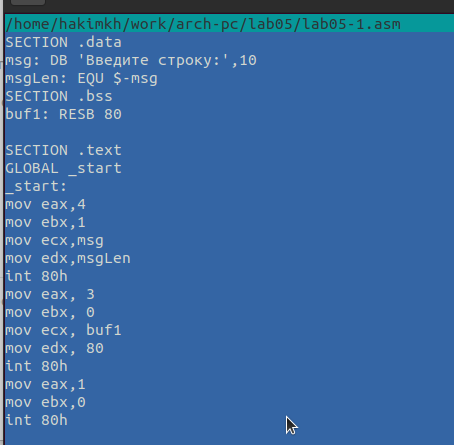 /home/hakimkh/work/arch-pc/lab05/lab05-1.asm
SECTION .data
msg: DB 'Введите строку:',10
msgLen: EQU $-msg
SECTION .bss
buf1: RESB 80
SECTION .text
GLOBAL _start
_start:
mov eax,4
mov ebx,1
mov ecx,msg
mov edx,msgLen
int 80h
mov eax, 3
mov ebx, 0
mov ecx, buf1
mov edx, 80
int 80h
mov eax,1
mov ebx,0
int 80h